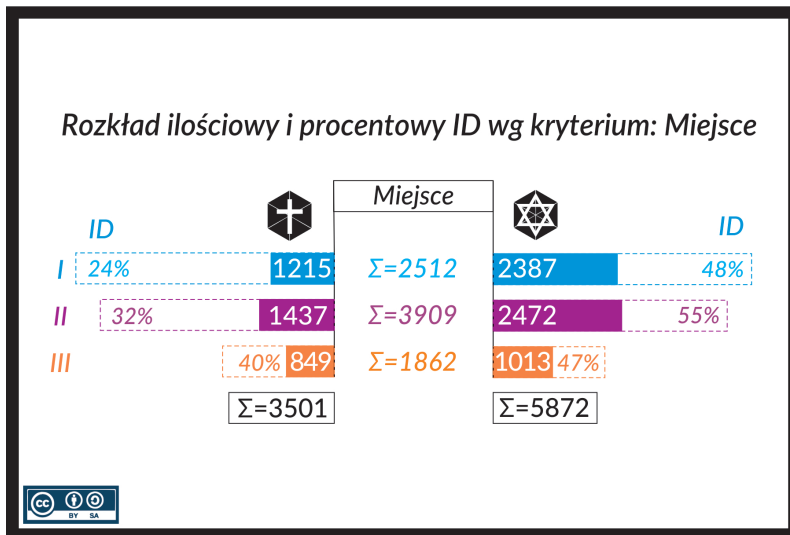 Rozkład ilościowy i procentowy ID wg kryterium: Miejsce
Miejsce
ID ID
I 24% 1215 Σ=2512 2387 48%
II 32% 1437 Σ=3909 2472 55%
III 40% 849 Σ=1862 1013 47%
Σ=3501 Σ=5872
cc
BY SA